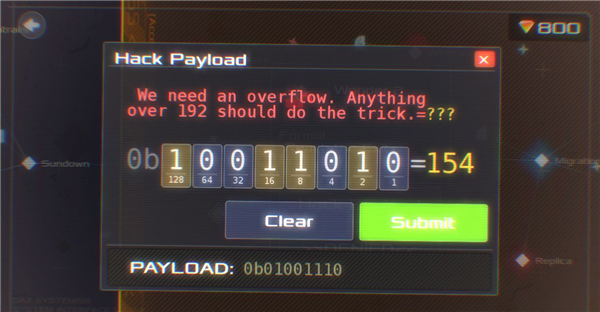 800
Hack Payload
We need an overflow. Anything
over 192 should do the trick.=???
0b 1 0 0 1 1 0 1 0 =154
128 64 32 16 8 4 2 1
Sundown
Migration
Clear
Submit
Replica
PAYLOAD: 0b01001110